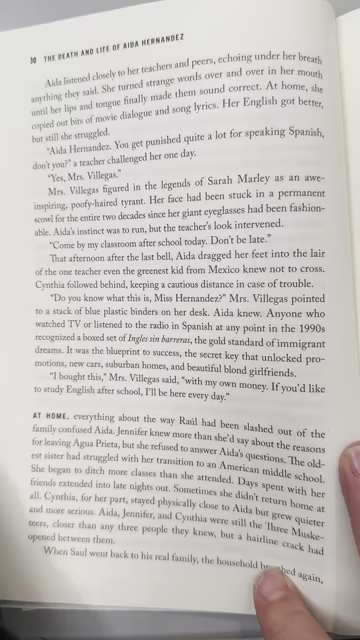 30 THE DEATH AND LIFE OF AIDA HERNANDEZ
Aida listened closely to her teachers and peers, echoing under her breath
anything they said. She turned strange words over and over in her mouth
until her lips and tongue finally made them sound correct. At home, she
copied out bits of movie dialogue and song lyrics. Her English got better,
but still she struggled.
"Aida Hernandez. You get punished quite a lot for speaking Spanish,
don't you?" a teacher challenged her one day.
"Yes, Mrs. Villegas."
Mrs. Villegas figured in the legends of Sarah Marley as an awe-
inspiring, poofy-haired tyrant. Her face had been stuck in a permanent
scowl for the entire two decades since her giant eyeglasses had been fashion-
able. Aida's instinct was to run, but the teacher's look intervened.
"Come by my classroom after school today. Don't be late."
That afternoon after the last bell, Aida dragged her feet into the lair
of the one teacher even the greenest kid from Mexico knew not to cross.
Cynthia followed behind, keeping a cautious distance in case of trouble.
"Do you know what this is, Miss Hernandez?" Mrs. Villegas pointed
to a stack of blue plastic binders on her desk. Aida knew. Anyone who
watched TV or listened to the radio in Spanish at any point in the 1990s
recognized a boxed set of Ingles sin barreras, the gold standard of immigrant
dreams. It was the blueprint to success, the secret key that unlocked pro-
motions, new cars, suburban homes, and beautiful blond girlfriends.
"I bought this," Mrs. Villegas said, "with my own money. If you'd like
to study English after school, I'll be here every day."
AT HOME, everything about the way Raúl had been slashed out of the
family confused Aida. Jennifer knew more than she'd say about the reasons
for leaving Agua Prieta, but she refused to answer Aida's questions. The old-
est sister had struggled with her transition to an American middle school.
She began to ditch more classes than she attended. Days spent with her
friends extended into late nights out. Sometimes she didn't return home at
all. Cynthia, for her part, stayed physically close to Aida but grew quieter
and more serious. Aida, Jennifer, and Cynthia were still the Three Muske-
teers, closer than any three people they knew, but a hairline crack had
opened between them.
When Saul went back to his real family, the household again,